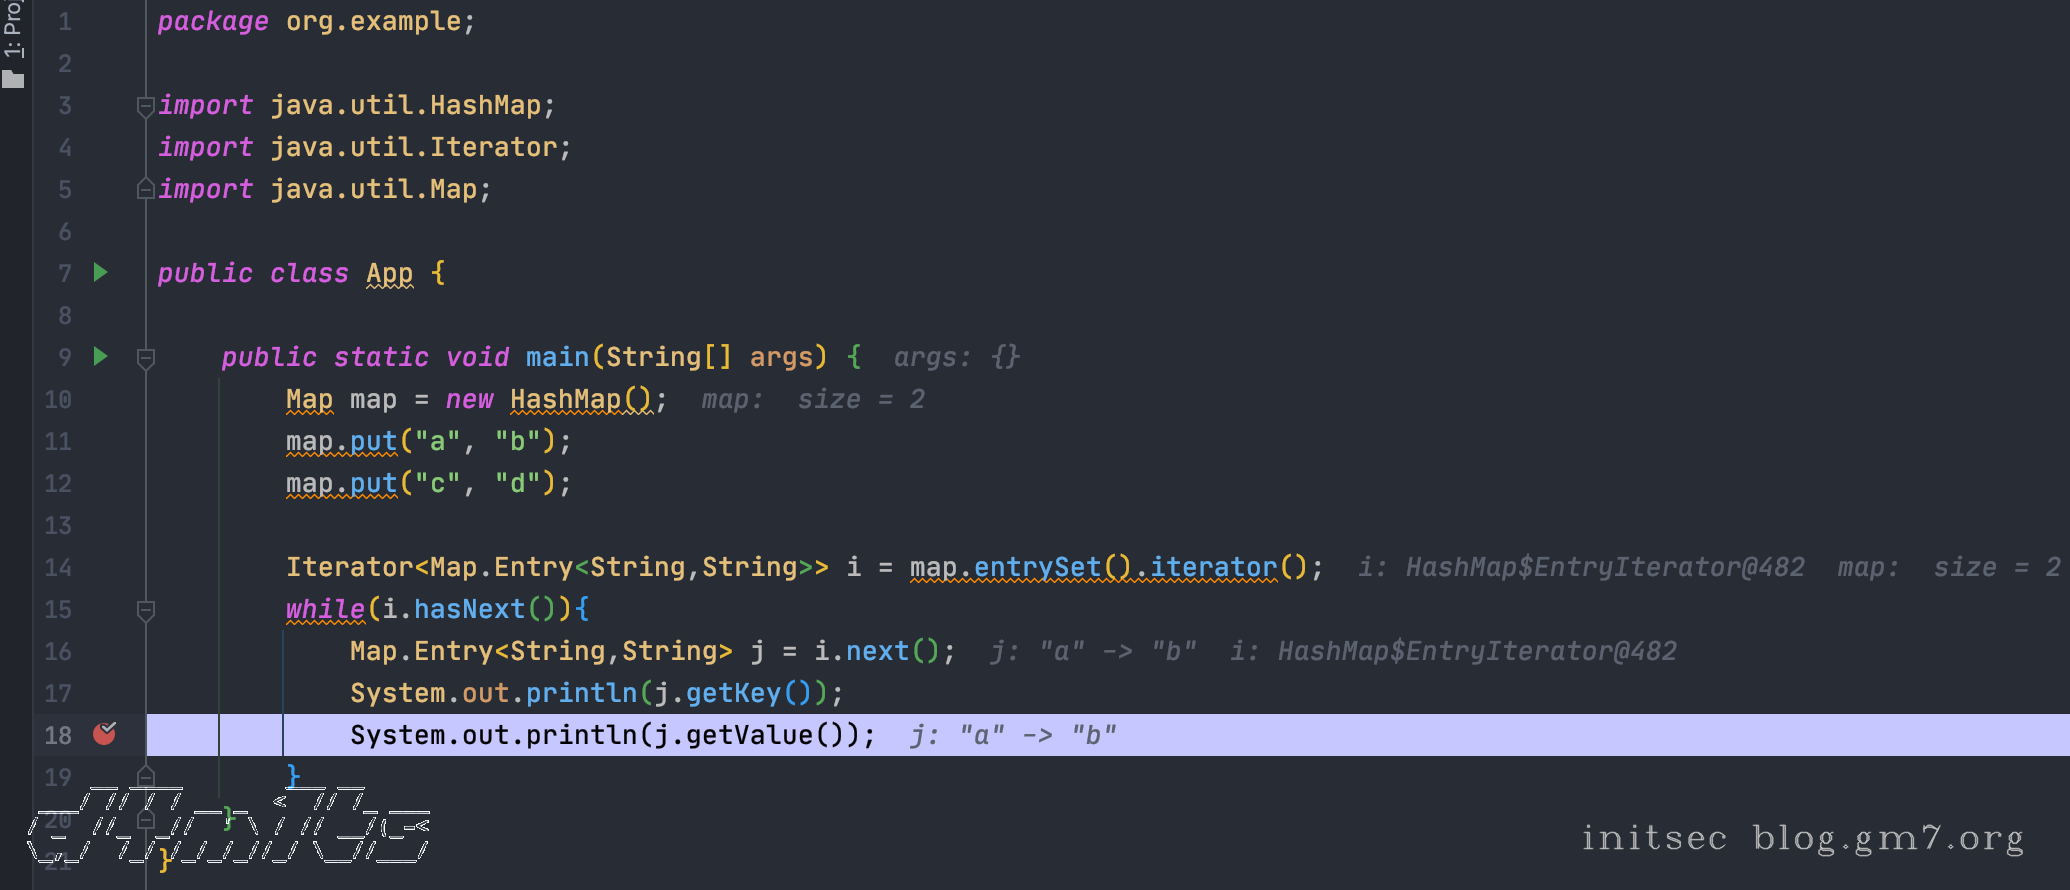 1: Proj
1 package org.example;
2
3 import java.util.HashMap;
4 import java.util.Iterator;
5 import java.util.Map;
6
7 public class App {
8
9 public static void main(String[] args) { args: {}
10 Map map = new HashMap(); map: size = 2
11 map.put("a", "b");
12 map.put("c", "d");
13
14 Iterator<Map.Entry<String,String>> i = map.entrySet().iterator(); i: HashMap$EntryIterator@482 map: size = 2
15 while(i.hasNext()){
16 Map.Entry<String,String> j = i.next(); j: "a" -> "b" i: HashMap$EntryIterator@482
17 System.out.println(j.getKey());
18 System.out.println(j.getValue()); j: "a" -> "b"
19 }
20 }
21 }
initsec blog.gm7.org